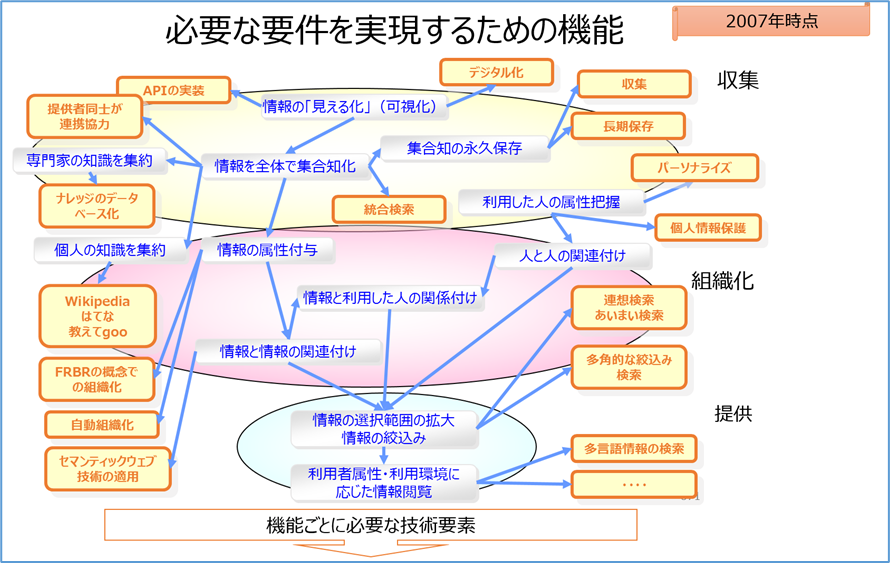 必要な要件を実現するための機能
2007年時点
収集
デジタル化
収集
APIの実装
情報の「見える化」（可視化）
提供者同士が
連携協力
長期保存
集合知の永久保存
専門家の知識を集約
情報を全体で集合知化
パーソナライズ
ナレッジのデータ
ベース化
統合検索
利用した人の属性把握
個人情報保護
個人の知識を集約
情報の属性付与
人と人の関連付け
組織化
Wikipedia
はてな
教えてgoo
情報と利用した人の関係付け
連想検索
あいまい検索
情報と情報の関連付け
FRBRの概念で
の組織化
多角的な絞込み
検索
自動組織化
情報の選択範囲の拡大
情報の絞込み
提供
セマンティックウェブ
技術の適用
多言語情報の検索
利用者属性・利用環境に
応じた情報閲覧
・・・・
機能ごとに必要な技術要素